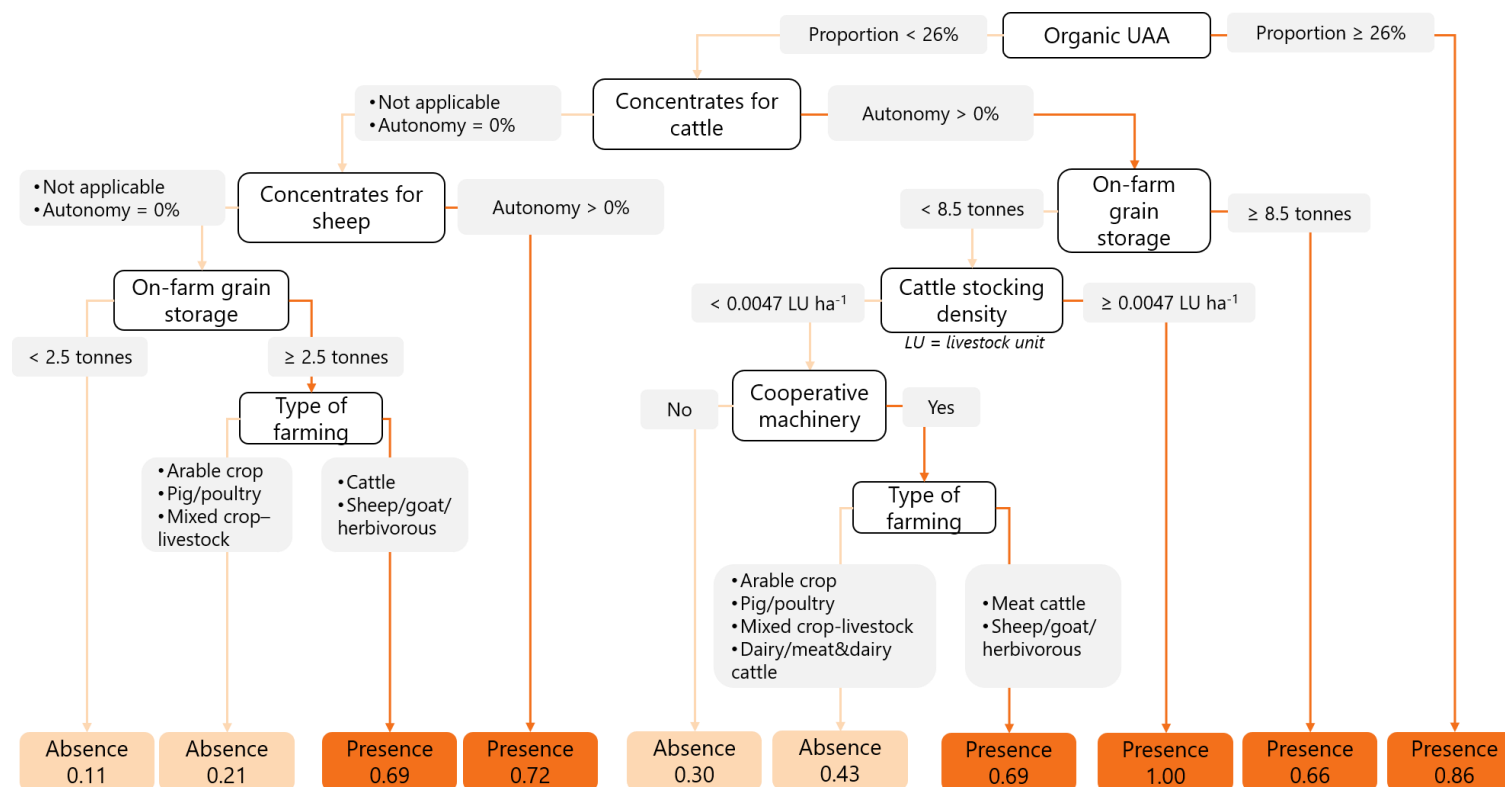 Proportion < 26%
Organic UAA
Proportion ≥ 26%
•Not applicable
•Autonomy = 0%
Concentrates for
cattle
Autonomy > 0%
•Not applicable
•Autonomy = 0%
Concentrates for
sheep
Autonomy > 0%
< 8.5 tonnes
On-farm
grain
storage
≥ 8.5 tonnes
On-farm grain
storage
< 0.0047 LU ha⁻¹
Cattle stocking
density
≥ 0.0047 LU ha⁻¹
LU = livestock unit
< 2.5 tonnes
≥ 2.5 tonnes
No
Cooperative
machinery
Yes
Type of
farming
•Arable crop
•Pig/poultry
•Mixed crop–
livestock
•Cattle
•Sheep/goat/
herbivorous
Type of
farming
•Arable crop
•Pig/poultry
•Mixed crop-livestock
•Dairy/meat&dairy
cattle
•Meat cattle
•Sheep/goat/
herbivorous
Absence
0.11
Absence
0.21
Presence
0.69
Presence
0.72
Absence
0.30
Absence
0.43
Presence
0.69
Presence
1.00
Presence
0.66
Presence
0.86